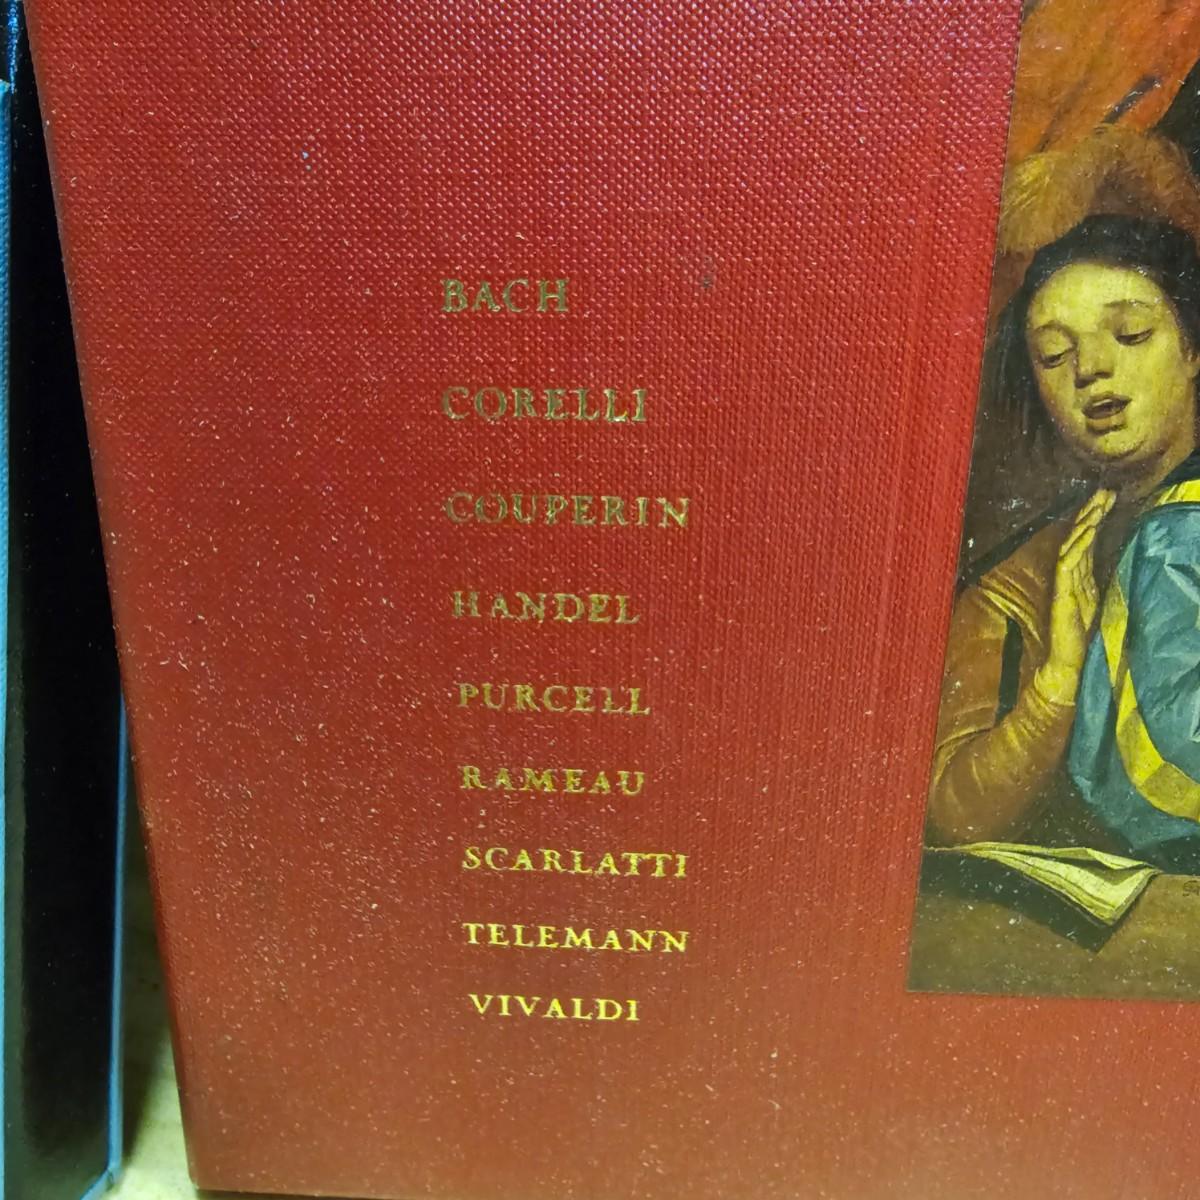 BACH
CORELLI
COUPERIN
HANDEL
PURCELL
RAMEAU
SCARLATTI
TELEMANN
VIVALDI